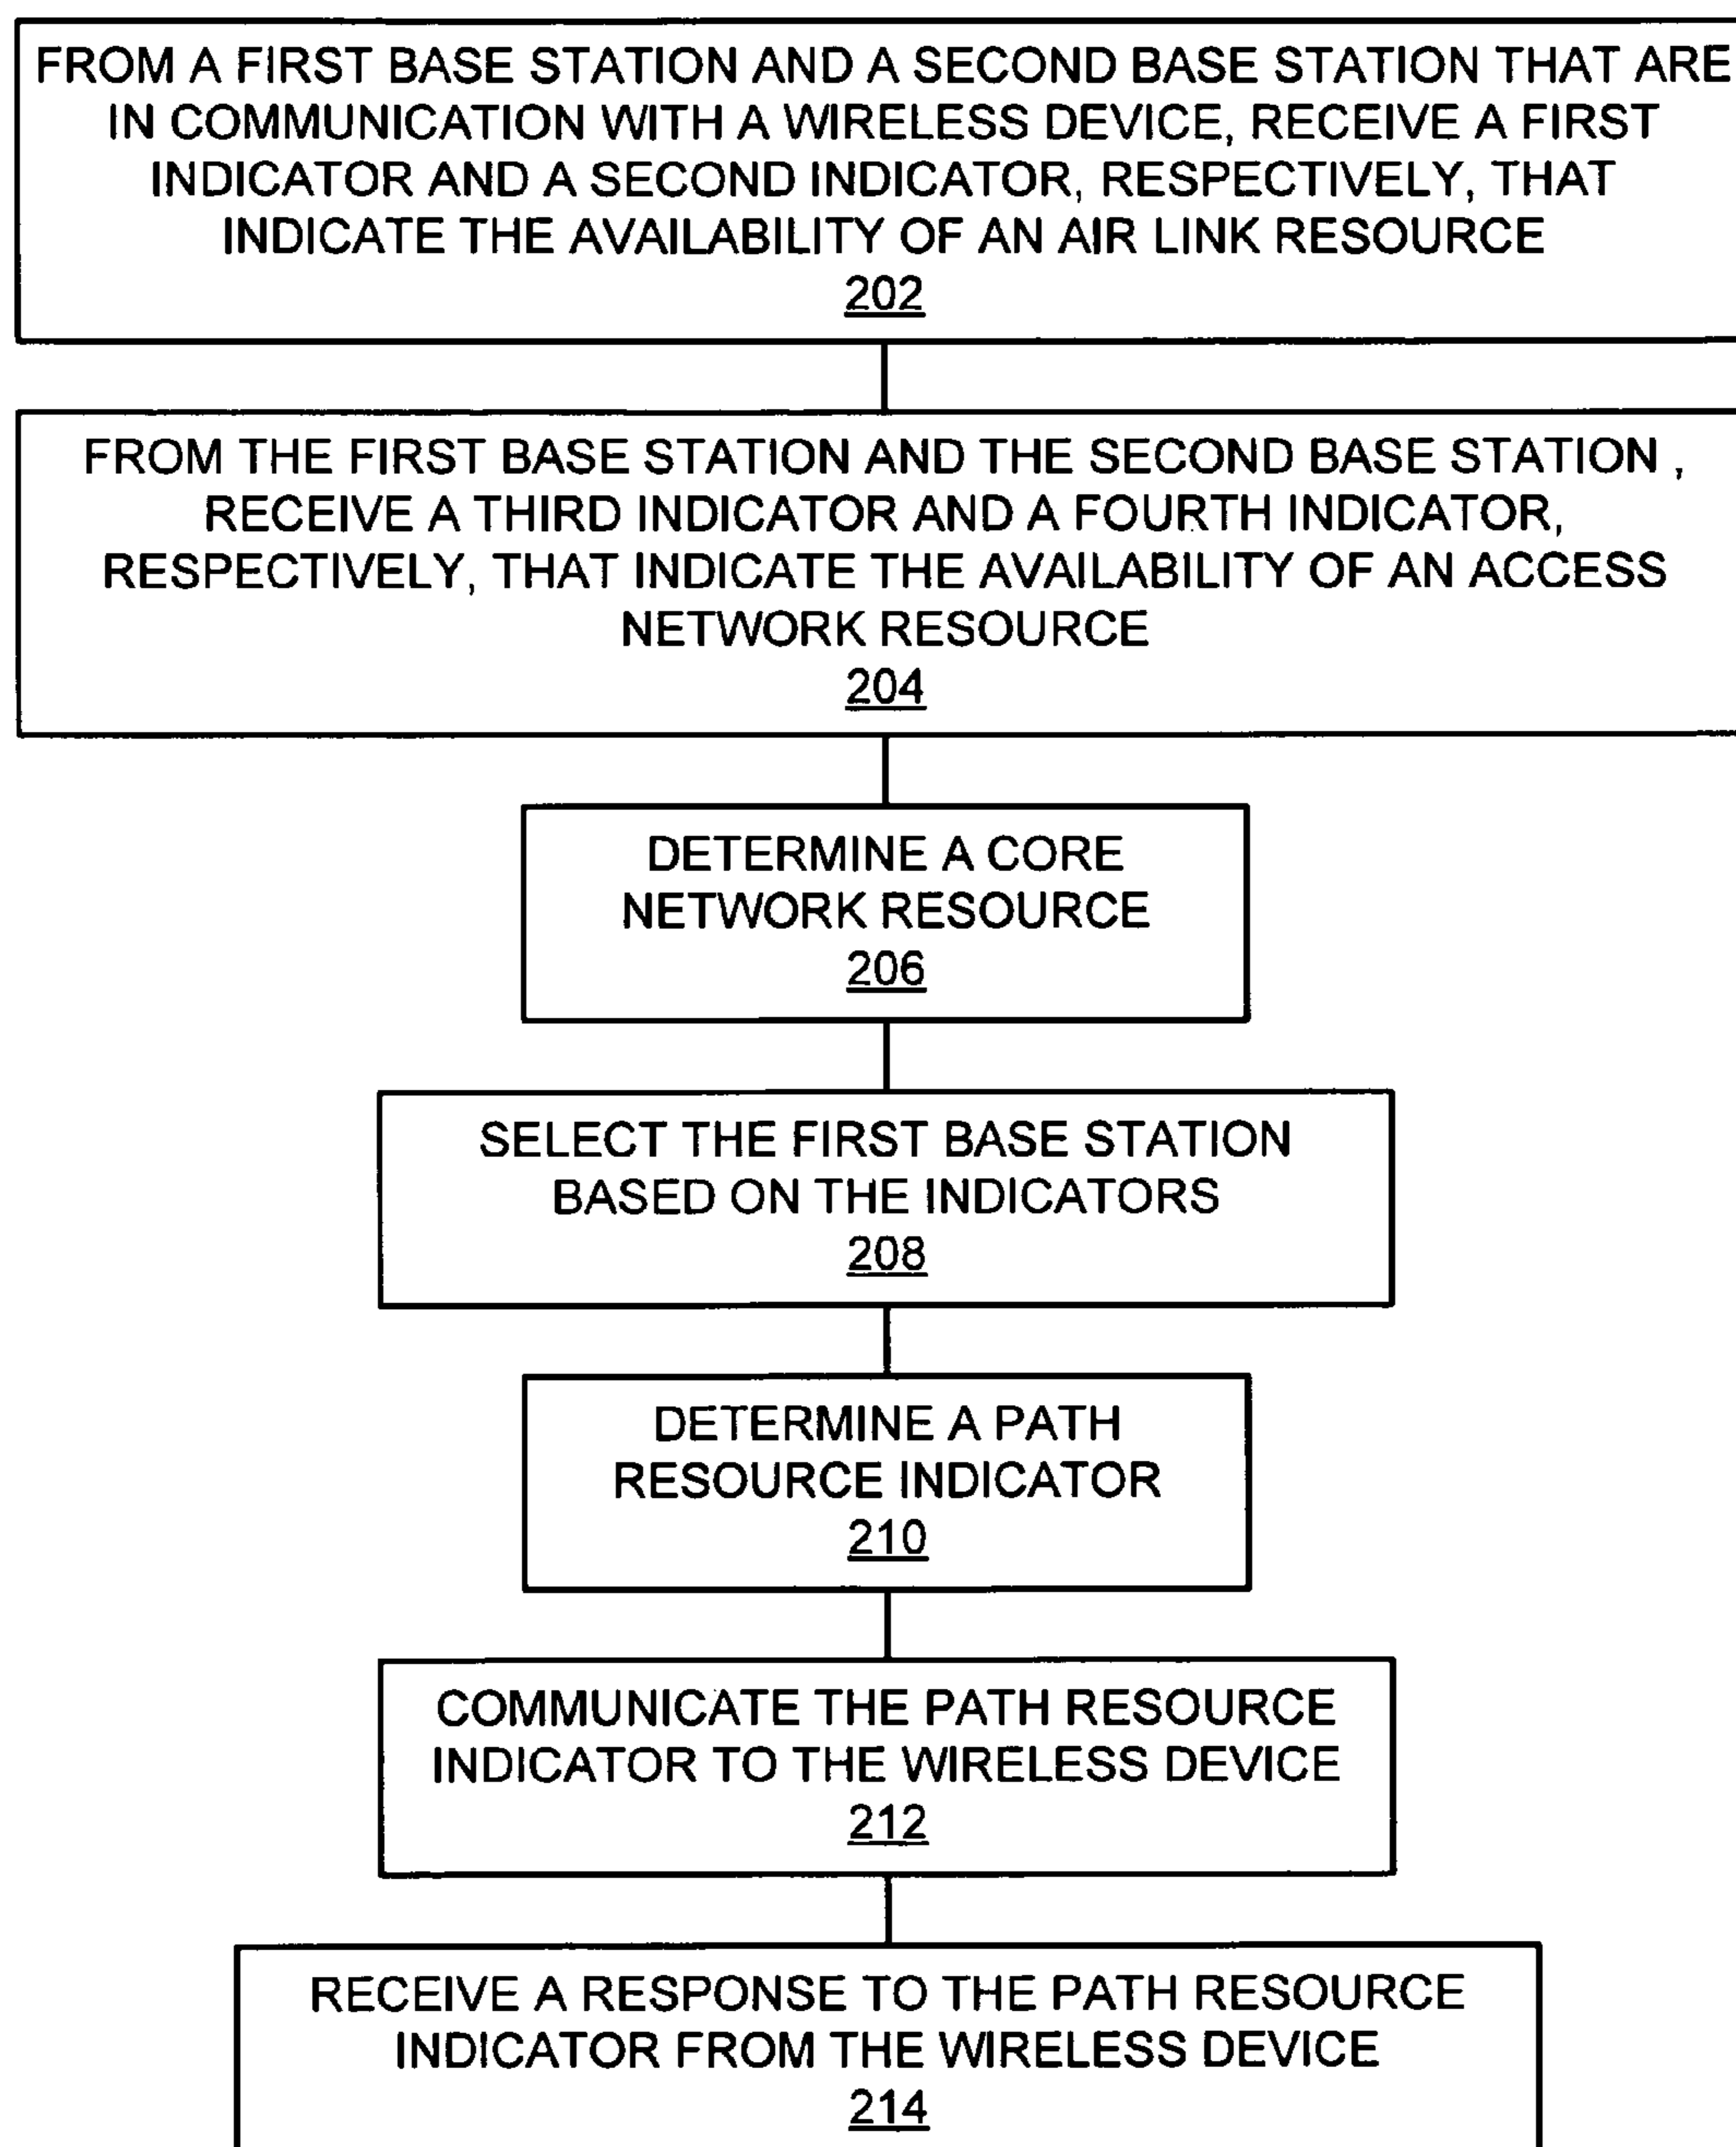 FROM A FIRST BASE STATION AND A SECOND BASE STATION THAT ARE
IN COMMUNICATION WITH A WIRELESS DEVICE, RECEIVE A FIRST
INDICATOR AND A SECOND INDICATOR, RESPECTIVELY, THAT
INDICATE THE AVAILABILITY OF AN AIR LINK RESOURCE
202
FROM THE FIRST BASE STATION AND THE SECOND BASE STATION ,
RECEIVE A THIRD INDICATOR AND A FOURTH INDICATOR,
RESPECTIVELY, THAT INDICATE THE AVAILABILITY OF AN ACCESS
NETWORK RESOURCE
204
DETERMINE A CORE
NETWORK RESOURCE
206
SELECT THE FIRST BASE STATION
BASED ON THE INDICATORS
208
DETERMINE A PATH
RESOURCE INDICATOR
210
COMMUNICATE THE PATH RESOURCE
INDICATOR TO THE WIRELESS DEVICE
212
RECEIVE A RESPONSE TO THE PATH RESOURCE
INDICATOR FROM THE WIRELESS DEVICE
214